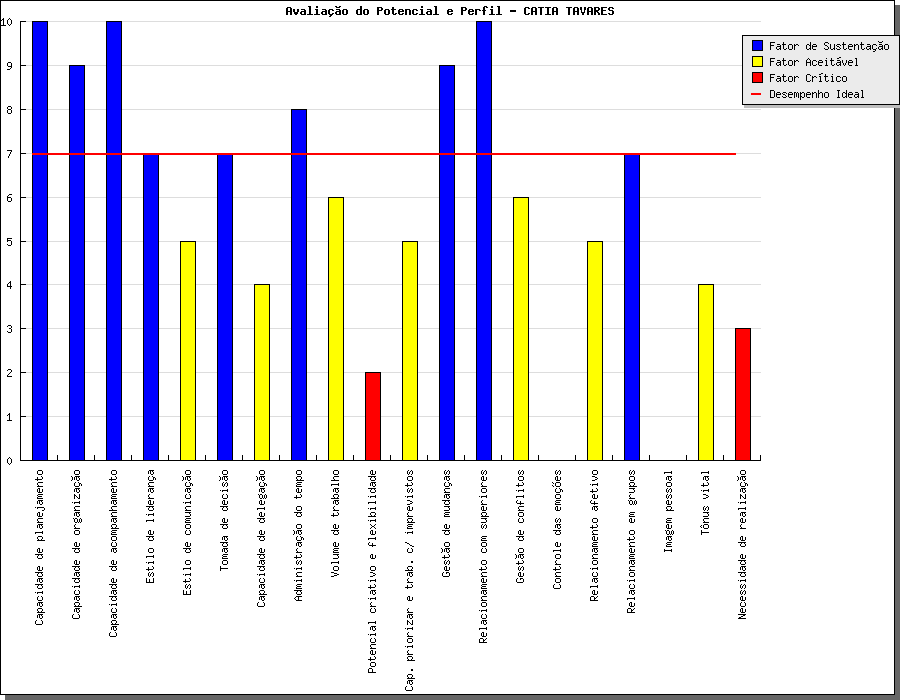 Avaliação do Potencial e Perfil - CATIA TAVARES
Fator de Sustentação
Fator Aceitável
Fator Crítico
Desempenho Ideal
10
9
8
7
6
5
4
3
2
1
0
Capacidade de planejamento
Capacidade de organização
Capacidade de acompanhamento
Estilo de liderança
Estilo de comunicação
Tomada de decisão
Capacidade de delegação
Administração do tempo
Volume de trabalho
Potencial criativo e flexibilidade
Cap. priorizar e trab. c/ imprevistos
Gestão de mudanças
Relacionamento com superiores
Gestão de conflitos
Controle das emoções
Relacionamento afetivo
Relacionamento em grupos
Imagem pessoal
Tônus vital
Necessidade de realização